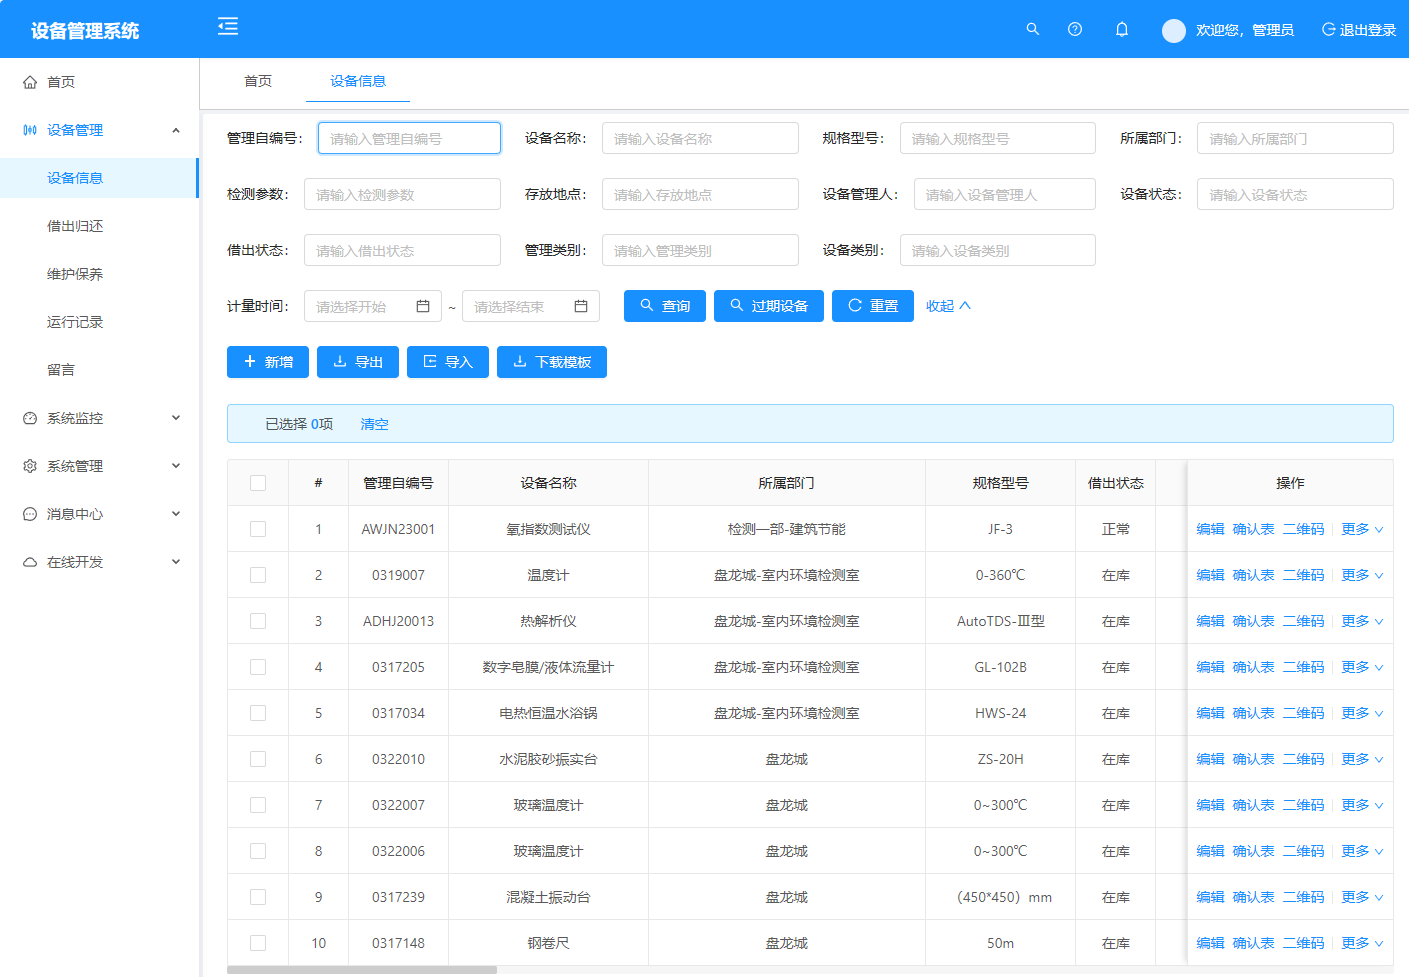 设备管理系统
欢迎您，管理员
退出登录
首页
设备管理
设备信息
借出归还
维护保养
运行记录
留言
系统监控
系统管理
消息中心
在线开发
首页 设备信息
管理自编号： 请输入管理自编号 设备名称： 请输入设备名称 规格型号： 请输入规格型号 所属部门： 请输入所属部门
检测参数： 请输入检测参数 存放地点： 请输入存放地点 设备管理人： 请输入设备管理人 设备状态： 请输入设备状态
借出状态： 请输入借出状态 管理类别： 请输入管理类别 设备类别： 请输入设备类别
计量时间： 请选择开始 ~ 请选择结束 查询 过期设备 重置 收起
新增 导出 导入 下载模板
已选择 0项 清空
# 管理自编号 设备名称 所属部门 规格型号 借出状态 操作
1 AWJN23001 氧指数测试仪 检测一部-建筑节能 JF-3 正常 编辑 确认表 二维码 更多
2 0319007 温度计 盘龙城-室内环境检测室 0-360℃ 在库 编辑 确认表 二维码 更多
3 ADHJ20013 热解析仪 盘龙城-室内环境检测室 AutoTDS-Ⅲ型 在库 编辑 确认表 二维码 更多
4 0317205 数字皂膜/液体流量计 盘龙城-室内环境检测室 GL-102B 在库 编辑 确认表 二维码 更多
5 0317034 电热恒温水浴锅 盘龙城-室内环境检测室 HWS-24 在库 编辑 确认表 二维码 更多
6 0322010 水泥胶砂振实台 盘龙城 ZS-20H 在库 编辑 确认表 二维码 更多
7 0322007 玻璃温度计 盘龙城 0~300℃ 在库 编辑 确认表 二维码 更多
8 0322006 玻璃温度计 盘龙城 0~300℃ 在库 编辑 确认表 二维码 更多
9 0317239 混凝土振动台 盘龙城 （450*450）mm 在库 编辑 确认表 二维码 更多
10 0317148 钢卷尺 盘龙城 50m 在库 编辑 确认表 二维码 更多